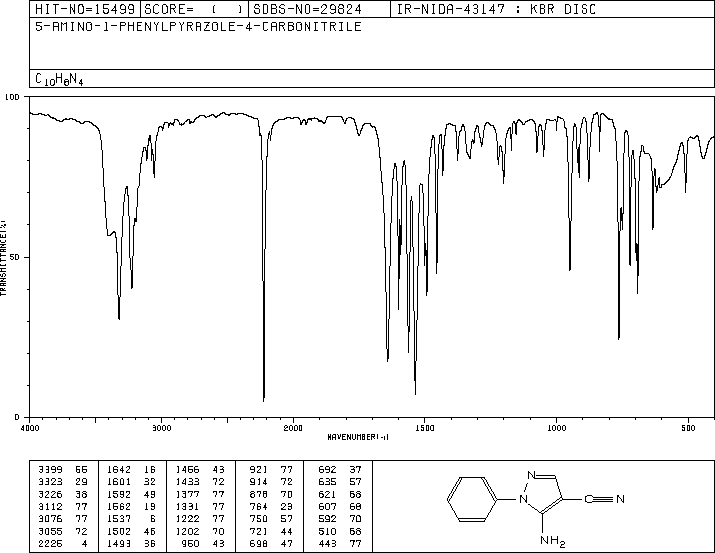 HIT-NO=15499 SCORE= ( ) SDBS-NO=29824 IR-NIDA-43147 : KBR DISC
5-AMINO-1-PHENYLPYRAZOLE-4-CARBONITRILE
C10H8N4
100
TRANSMITTANCE(%)
50
0
4000 3000 2000 1500 1000 500
WAVENUMBER(-1)
3399 55 1642 16 1456 43 921 77 692 37
3323 29 1601 32 1433 72 914 72 635 57
3226 38 1592 49 1377 77 878 70 621 68
3112 77 1562 19 1331 77 764 23 607 68
3076 77 1537 6 1222 77 750 57 592 70
3055 72 1502 46 1202 70 721 44 510 68
2225 4 1493 36 950 43 698 47 443 77
N
N
C
N
NH2